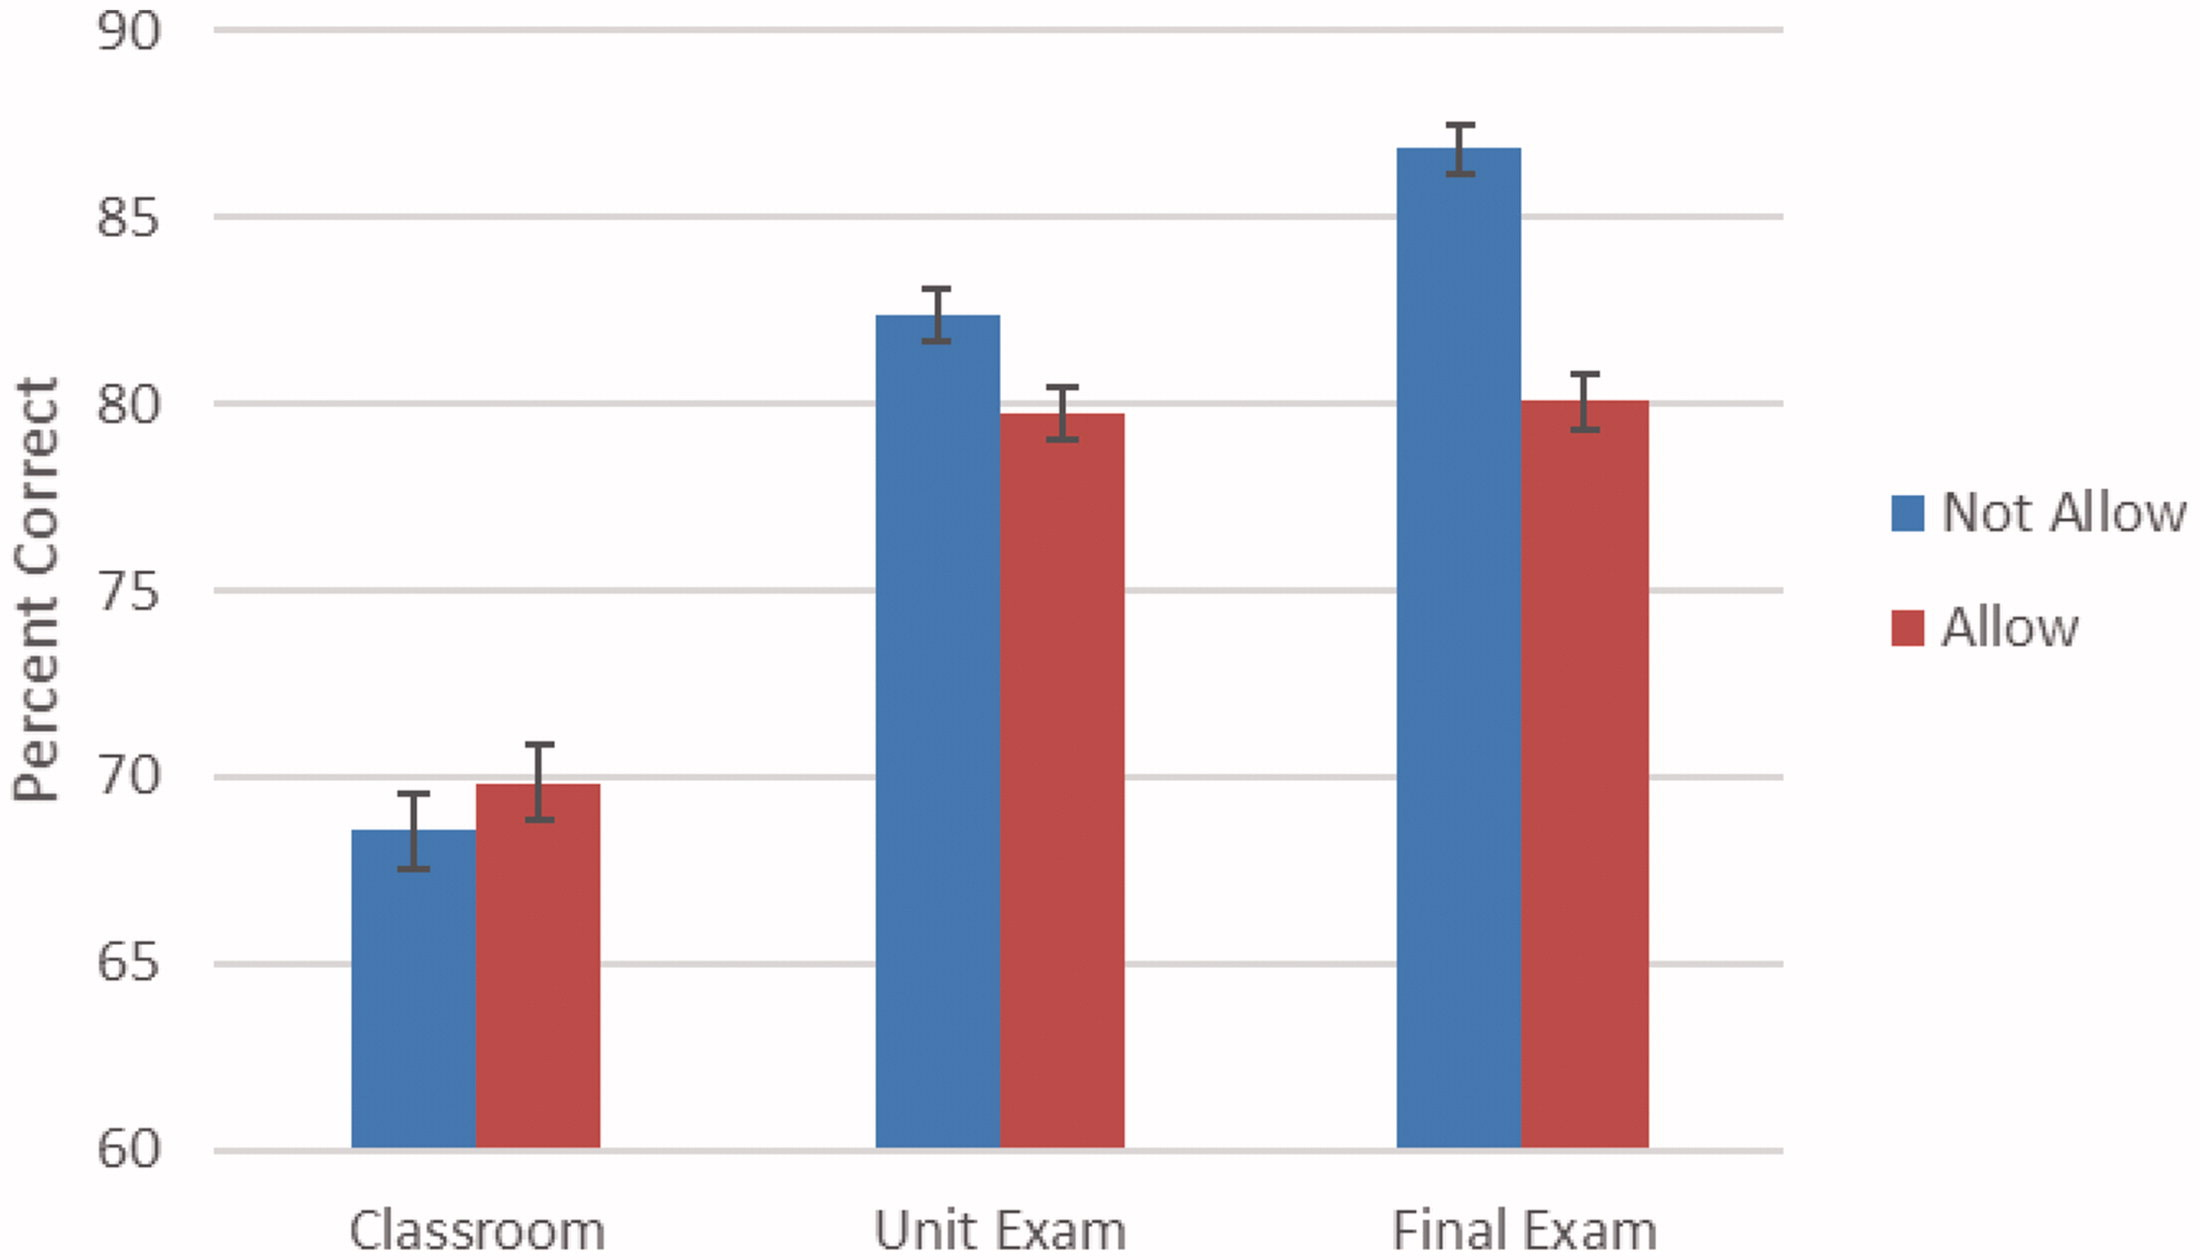 Percent Correct
90
85
80
75
70
65
60
Classroom
Unit Exam
Final Exam
Not Allow
Allow